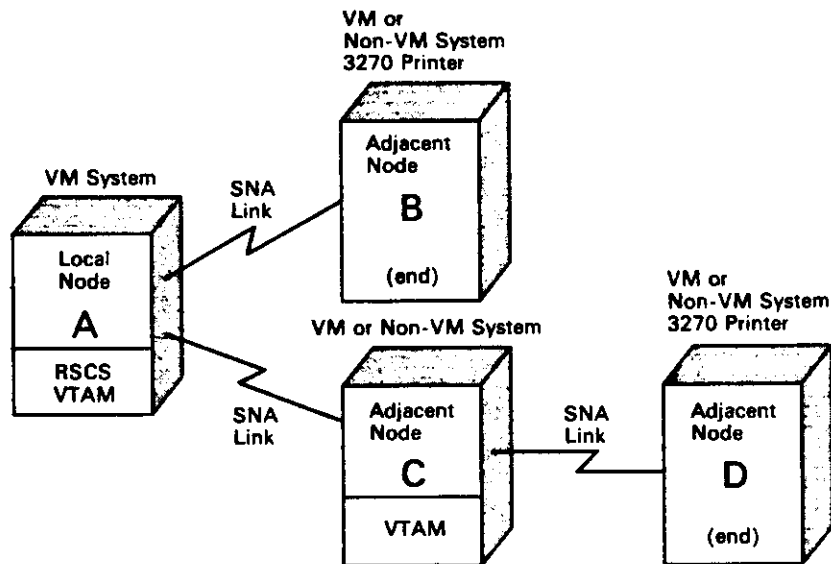 VM or
Non-VM System
3270 Printer
Adjacent
Node
B
(end)
VM System
SNA
Link
Local
Node
A
RSCS
VTAM
SNA
Link
VM or Non-VM System
Adjacent
Node
C
VTAM
SNA
Link
VM or
Non-VM System
3270 Printer
Adjacent
Node
D
(end)